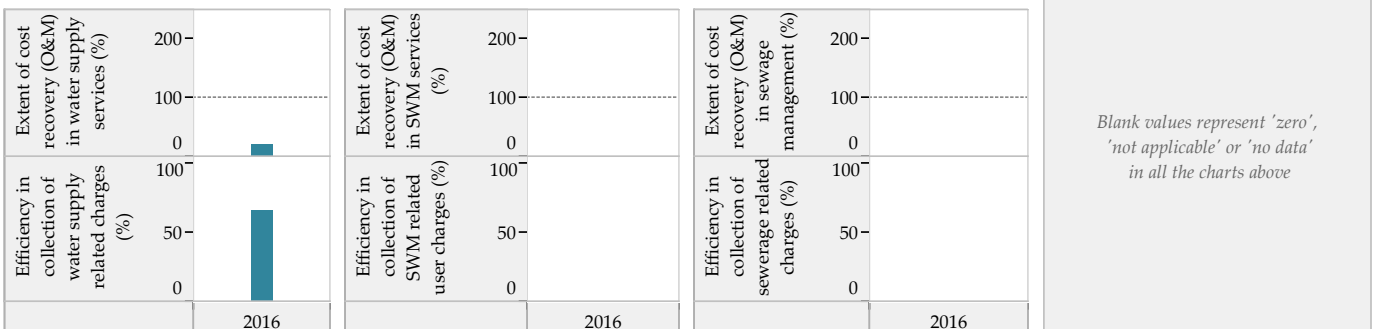 Extent of cost
recovery (O&M)
in water supply
services (%)
200
100
0
Efficiency in
collection of
water supply
related charges
(%)
100
50
0
2016
Extent of cost
recovery (O&M)
in SWM services
(%)
200
100
0
Efficiency in
collection of
SWM related
user charges (%)
100
50
0
2016
Extent of cost
recovery (O&M)
in sewage
management (%)
200
100
0
Efficiency in
collection of
sewerage related
charges (%)
100
50
0
2016
Blank values represent 'zero',
'not applicable' or 'no data'
in all the charts above